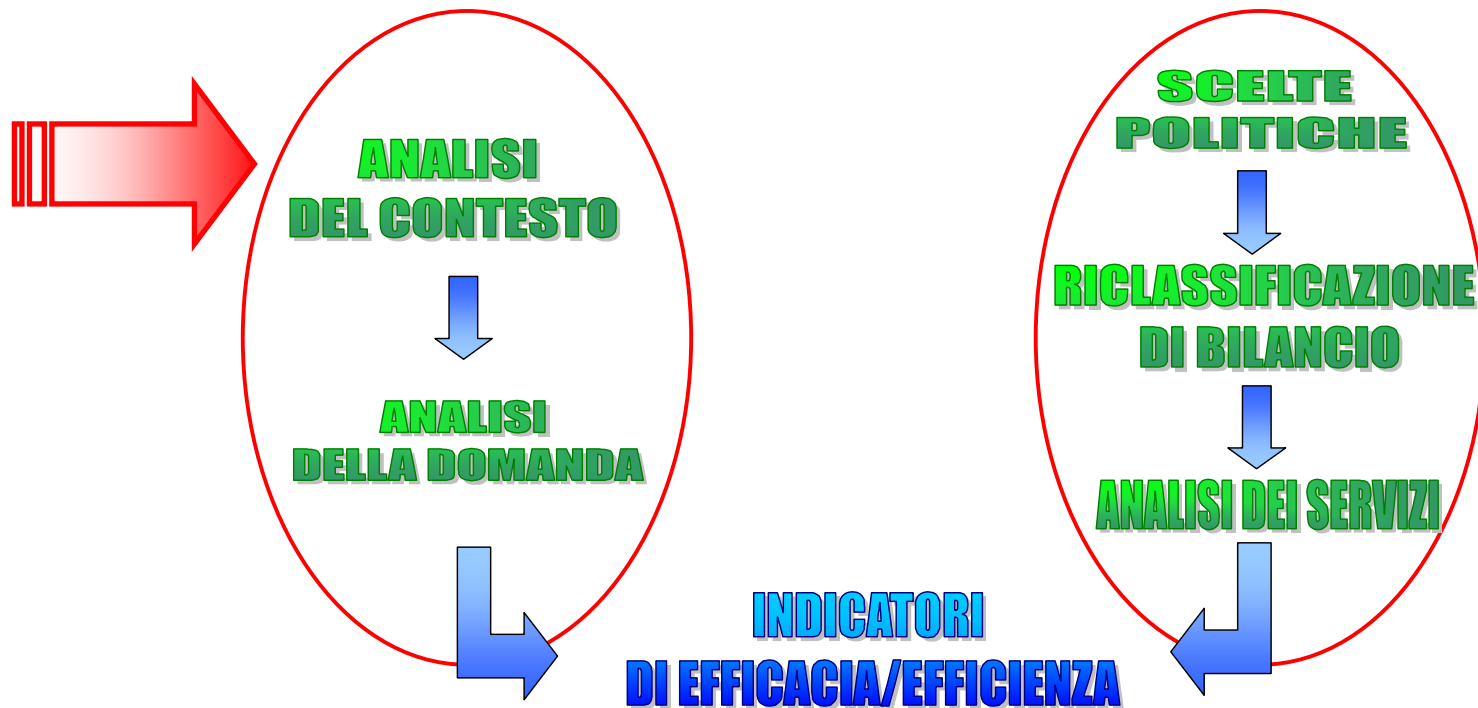 ANALISI
DEL CONTESTO
ANALISI
DELLA DOMANDA
SCELTE
POLITICHE
RICLASSIFICAZIONE
DI BILANCIO
ANALISI DEI SERVIZI
INDICATORI
DI EFFICACIA/EFFICIENZA